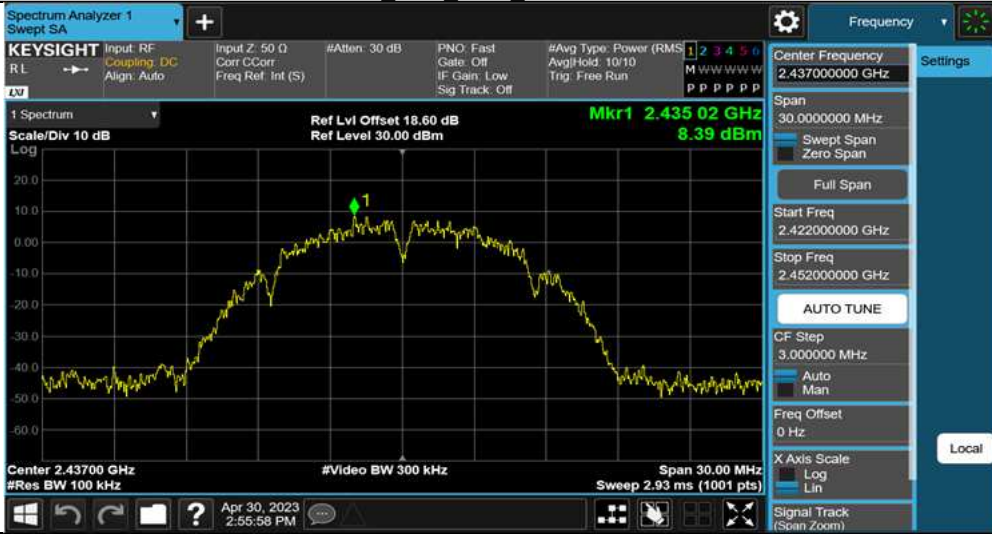 Spectrum Analyzer 1
Swept SA
+
Frequency
KEYSIGHT
RL
LXI
Input: RF
Coupling: DC
Align: Auto
Input Z: 50 Ω
Corr CCorr
Freq Ref: Int (S)
#Atten: 30 dB
PNO: Fast
Gate: Off
IF Gain: Low
Sig Track: Off
#Avg Type: Power (RMS
Avg|Hold: 10/10
Trig: Free Run
1 2 3 4 5 6
M W W W W W
P P P P P P
1 Spectrum
Scale/Div 10 dB
Log
Ref Lvl Offset 18.60 dB
Ref Level 30.00 dBm
Mkr1 2.435 02 GHz
8.39 dBm
1
20.0
10.0
0.00
-10.0
-20.0
-30.0
-40.0
-50.0
-60.0
Center 2.43700 GHz
#Res BW 100 kHz
#Video BW 300 kHz
Span 30.00 MHz
Sweep 2.93 ms (1001 pts)
?
Apr 30, 2023
2:55:58 PM
Center Frequency
2.437000000 GHz
Span
30.0000000 MHz
Swept Span
Zero Span
Full Span
Start Freq
2.422000000 GHz
Stop Freq
2.452000000 GHz
AUTO TUNE
CF Step
3.000000 MHz
Auto
Man
Freq Offset
0 Hz
X Axis Scale
Log
Lin
Signal Track
(Span Zoom)
Settings
Local